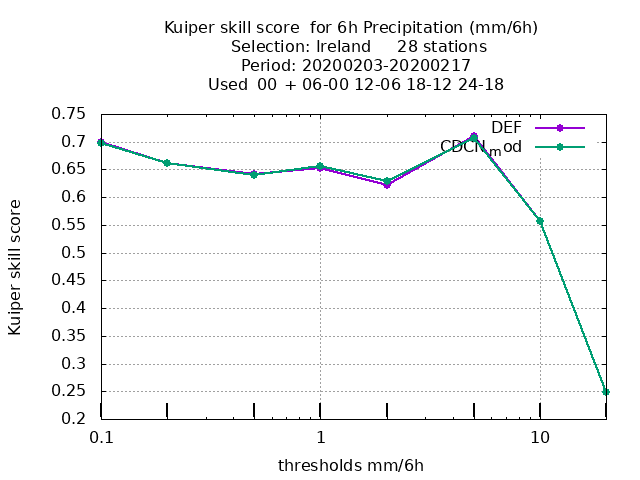 Kuiper skill score  for 6h Precipitation (mm/6h)
Selection: Ireland     28 stations
Period: 20200203-20200217
Used  00 + 06-00 12-06 18-12 24-18
DEF
CDCN_mod
0.75
0.7
0.65
0.6
0.55
0.5
0.45
0.4
0.35
0.3
0.25
0.2
Kuiper skill score
0.1
1
10
thresholds mm/6h